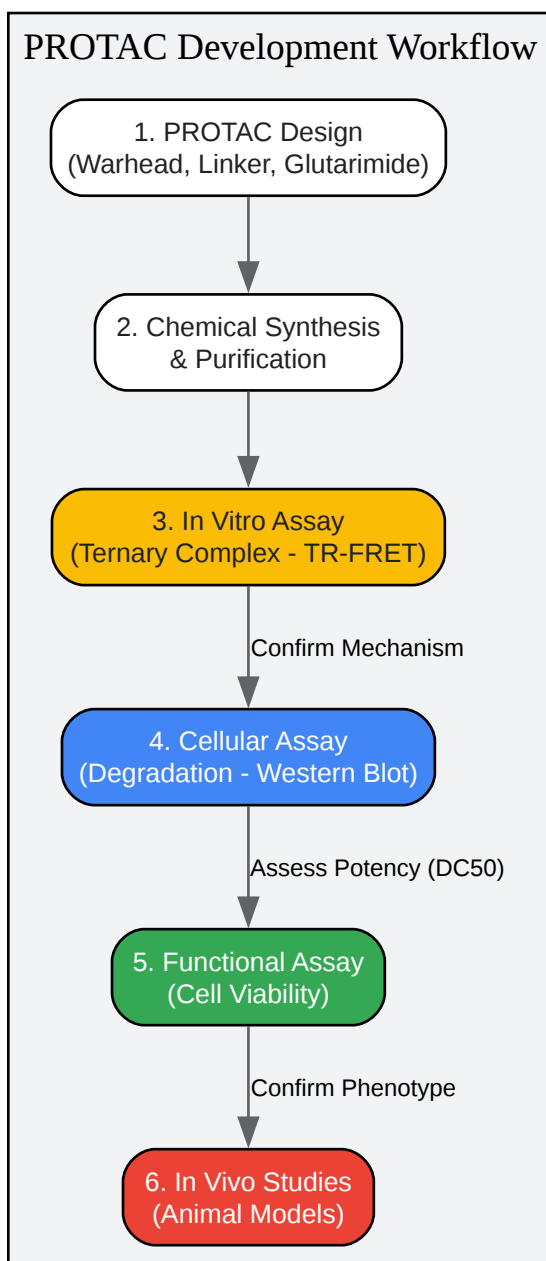 PROTAC Development Workflow
1. PROTAC Design
(Warhead, Linker, Glutarimide)
2. Chemical Synthesis
& Purification
3. In Vitro Assay
(Ternary Complex - TR-FRET)
Confirm Mechanism
4. Cellular Assay
(Degradation - Western Blot)
Assess Potency (DC50)
5. Functional Assay
(Cell Viability)
Confirm Phenotype
6. In Vivo Studies
(Animal Models)